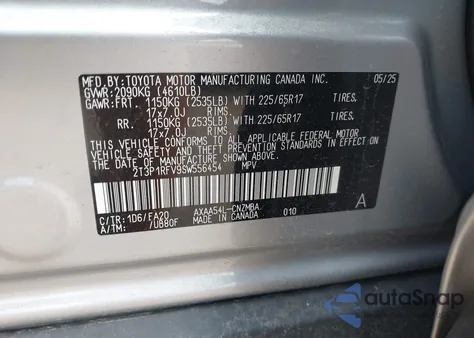 MFD.BY:TOYOTA MOTOR MANUFACTURING CANADA INC. 05/25
GVWR:2090KG (4610LB)
GAWR:FRT. 1150KG (2535LB) WITH 225/65R17 TIRES.
17x7.0J RIMS.
RR. 1150KG (2535LB) WITH 225/65R17 TIRES.
17x7.0J RIMS.
THIS VEHICLE CONFORMS TO ALL APPLICABLE FEDERAL MOTOR
VEHICLE SAFETY AND THEFT PREVENTION STANDARDS IN EFFECT
ON THE DATE OF MANUFACTURE SHOWN ABOVE.
2T3P1RFV9SW556454 MPV
C/TR:1D6/EA20 AXAA54L-CNZMBA
A/TM: /UB80F MADE IN CANADA 010 A
autoSnap